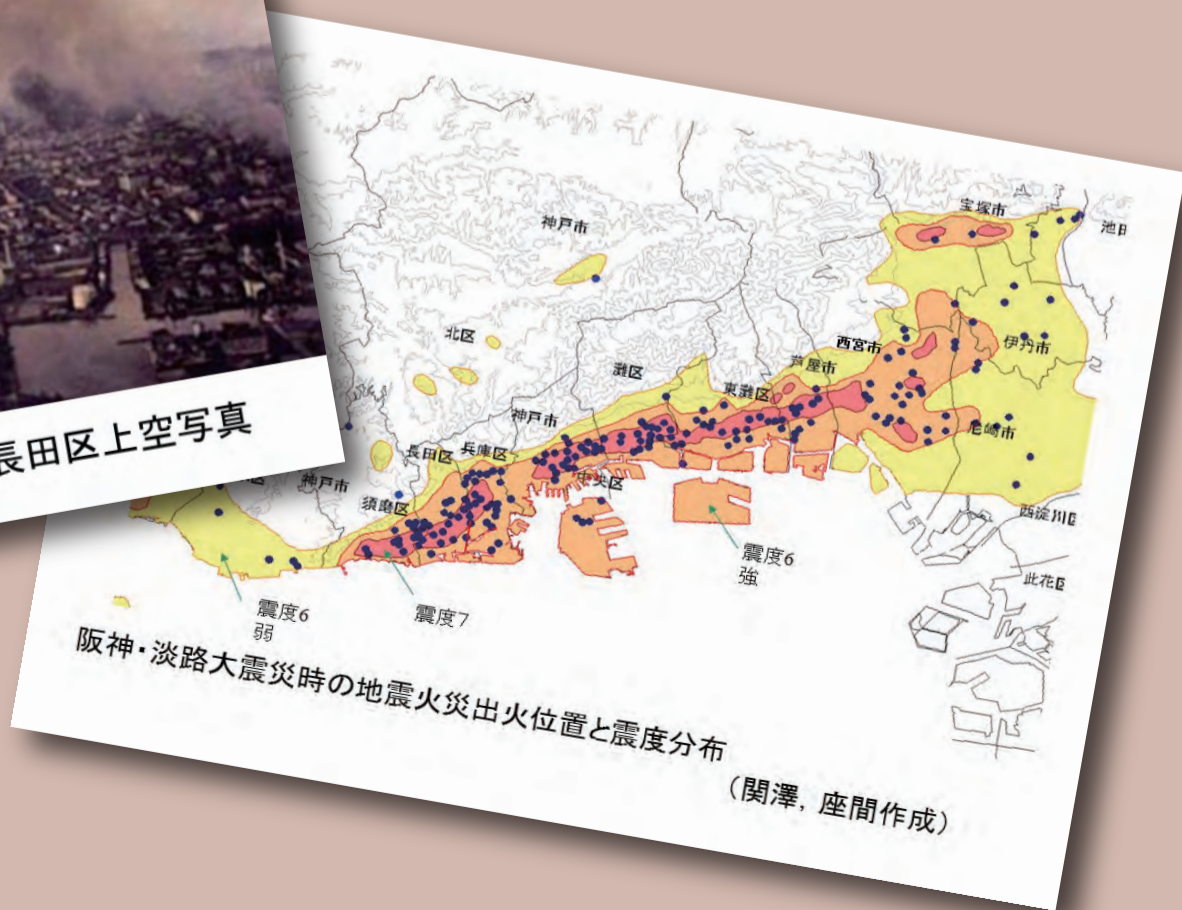 長田区上空写真
宝塚市
神戸市
北区
西宮市
伊丹市
灘区
芦屋市
東灘区
神戸市
尼崎市
長田区
兵庫区
中央区
神戸市
須磨区
西淀川区
此花区
震度6
強
震度7
震度6
弱
阪神・淡路大震災時の地震火災出火位置と震度分布
（関澤，座間作成）